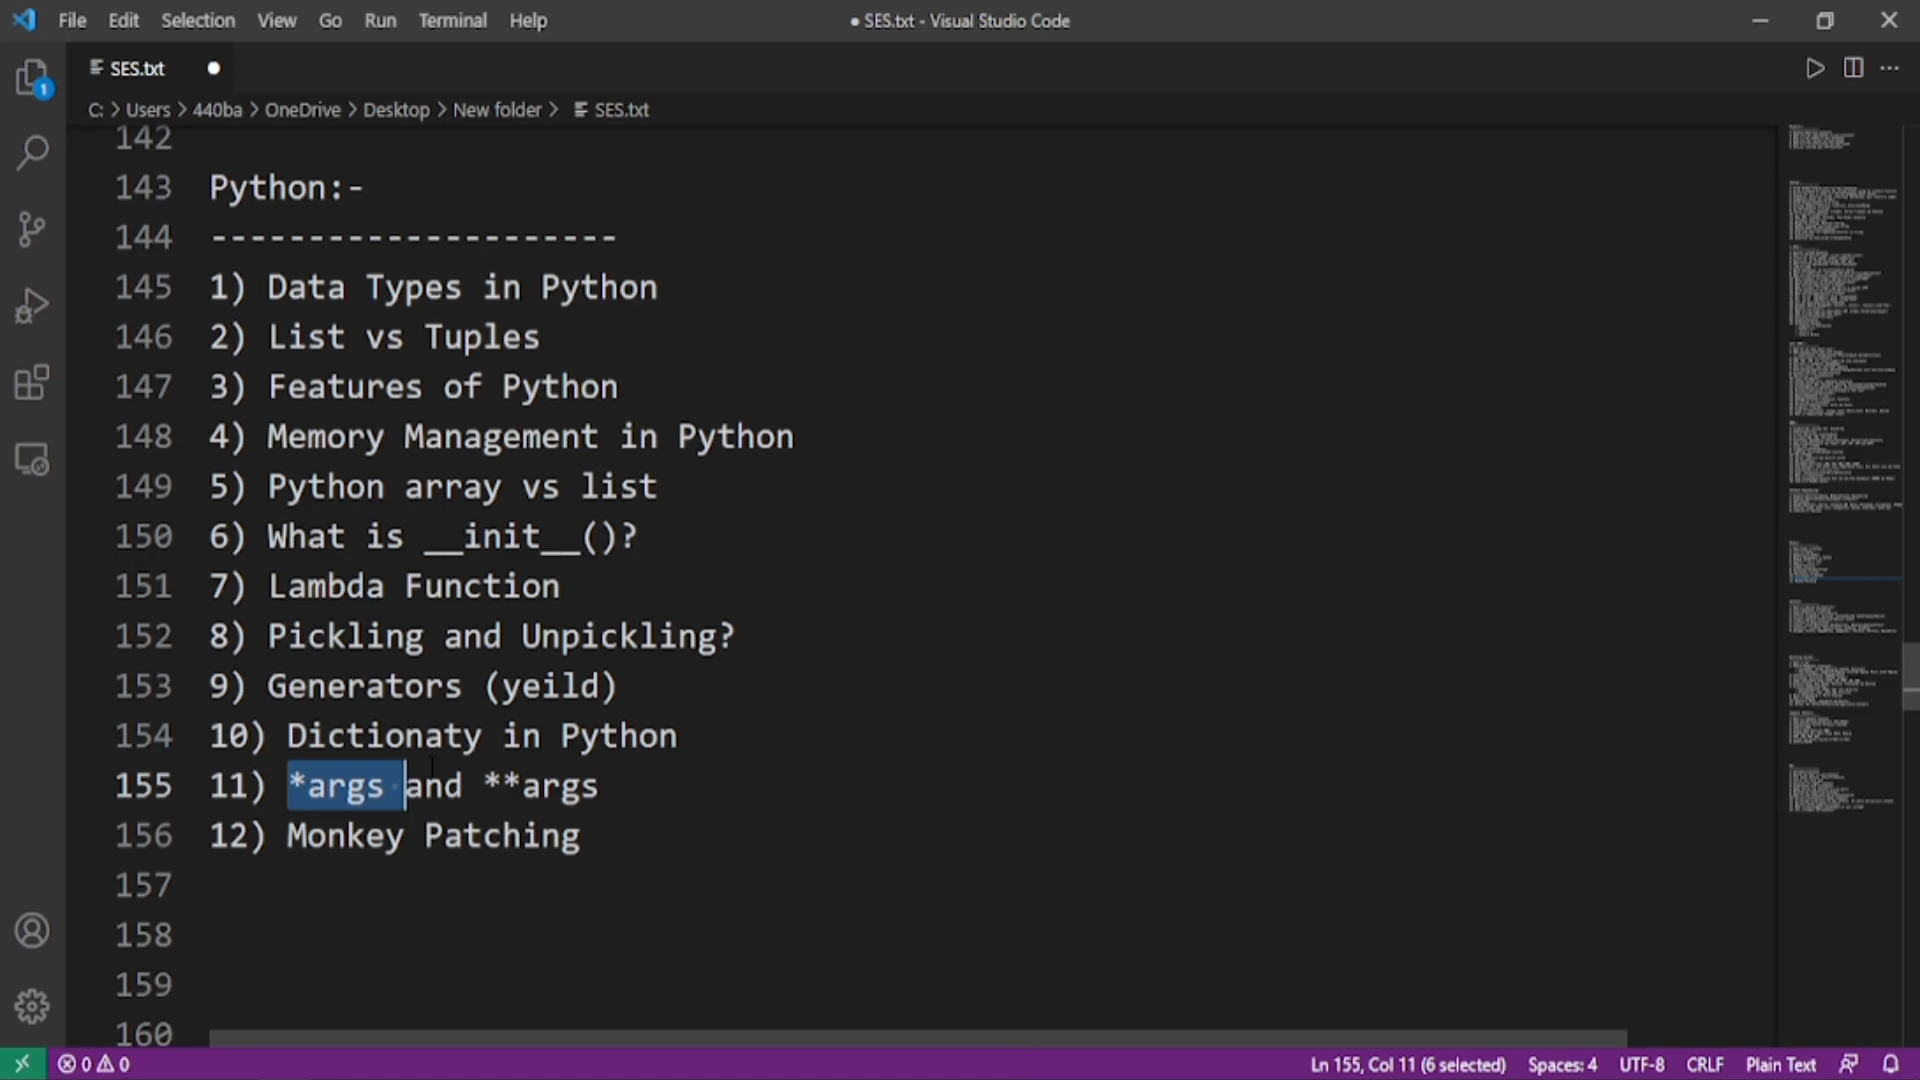 File Edit Selection View Go Run Terminal Help
● SES.txt - Visual Studio Code
SES.txt
C: > Users > 440ba > OneDrive > Desktop > New folder > SES.txt
1
142
143 Python:-
144 ---------------------
145 1) Data Types in Python
146 2) List vs Tuples
147 3) Features of Python
148 4) Memory Management in Python
149 5) Python array vs list
150 6) What is __init__()?
151 7) Lambda Function
152 8) Pickling and Unpickling?
153 9) Generators (yeild)
154 10) Dictionaty in Python
155 11) *args and **args
156 12) Monkey Patching
157
158
159
160
0 0 Ln 155, Col 11 (6 selected) Spaces: 4 UTF-8 CRLF Plain Text